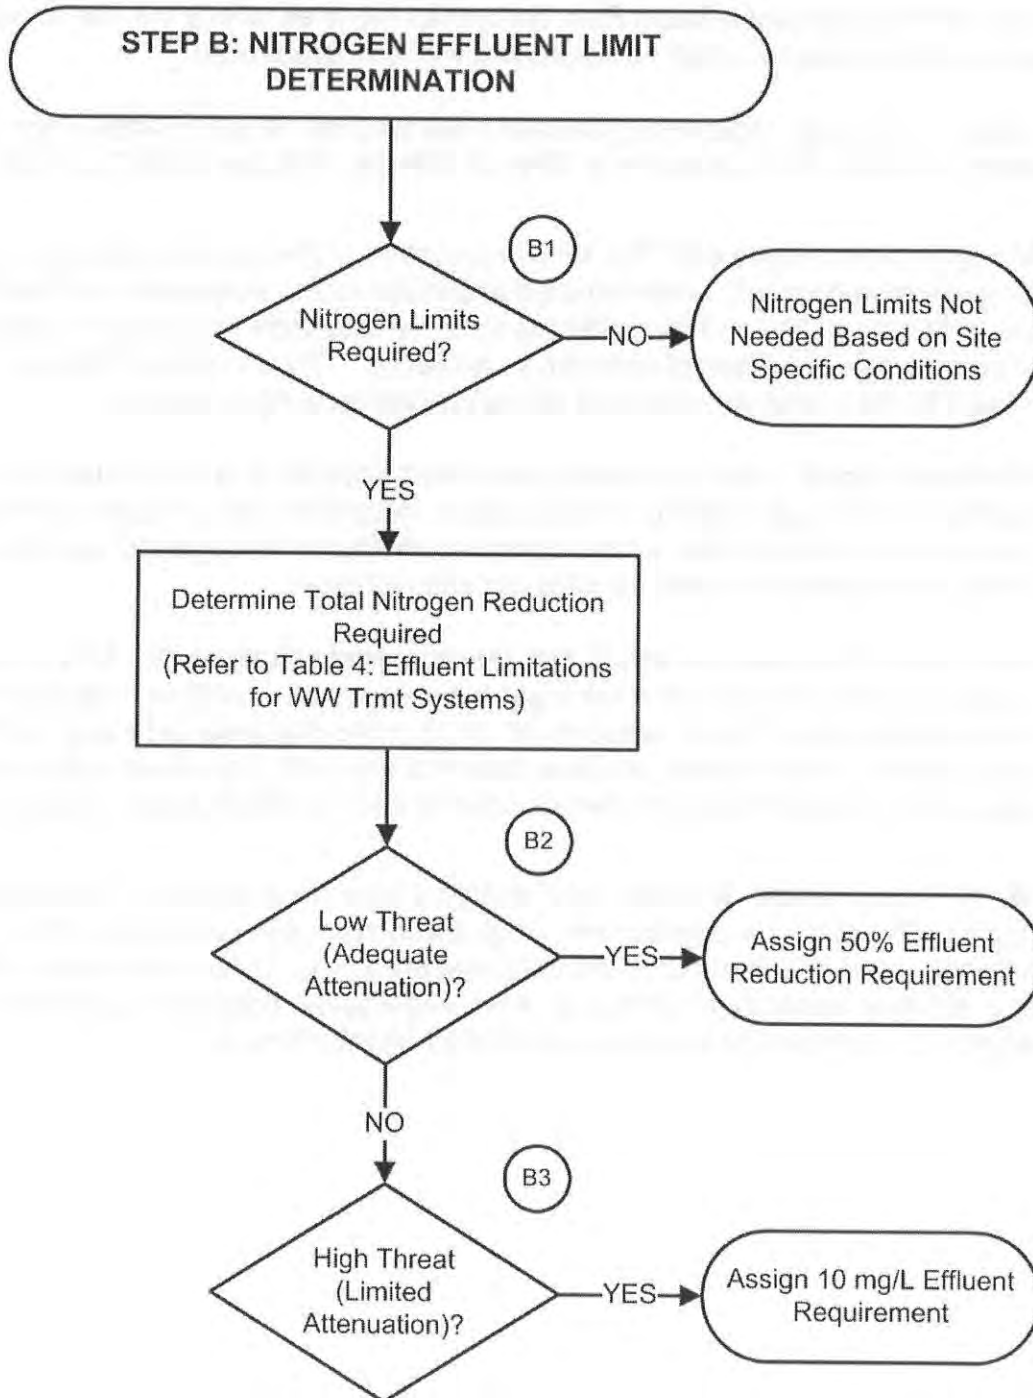 STEP B: NITROGEN EFFLUENT LIMIT
DETERMINATION
B1
Nitrogen Limits
Required?
NO
Nitrogen Limits Not
Needed Based on Site
Specific Conditions
YES
Determine Total Nitrogen Reduction
Required
(Refer to Table 4: Effluent Limitations
for WW Trmt Systems)
B2
Low Threat
(Adequate
Attenuation)?
YES
Assign 50% Effluent
Reduction Requirement
NO
B3
High Threat
(Limited
Attenuation)?
YES
Assign 10 mg/L Effluent
Requirement